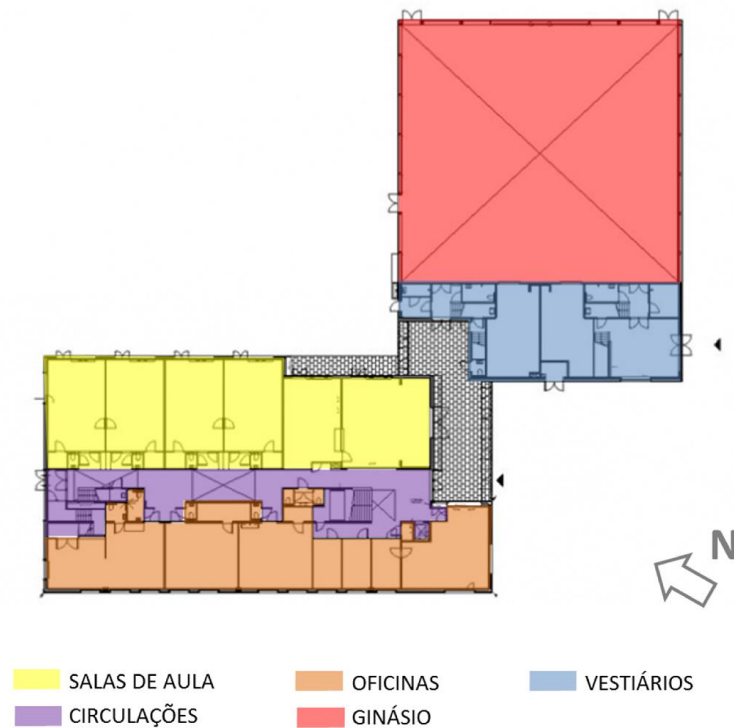 N
SALAS DE AULA
OFICINAS
VESTIÁRIOS
CIRCULAÇÕES
GINÁSIO